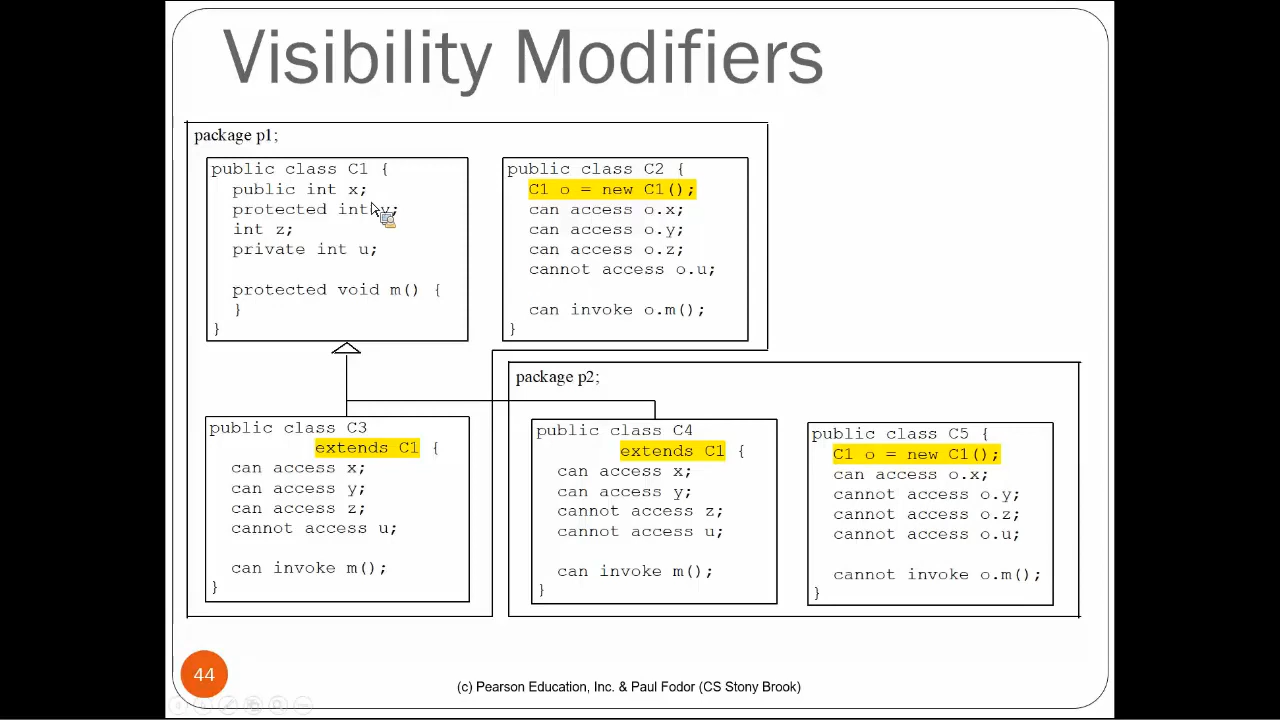 Visibility Modifiers
package p1;
public class C1 {
public int x;
protected int y;
int z;
private int u;
protected void m() {
}
}
public class C2 {
C1 o = new C1();
can access o.x;
can access o.y;
can access o.z;
cannot access o.u;
can invoke o.m();
}
public class C3
extends C1 {
can access x;
can access y;
can access z;
cannot access u;
can invoke m();
}
package p2;
public class C4
extends C1 {
can access x;
can access y;
cannot access z;
cannot access u;
can invoke m();
}
public class C5 {
C1 o = new C1();
can access o.x;
cannot access o.y;
cannot access o.z;
cannot access o.u;
cannot invoke o.m();
}
44
(c) Pearson Education, Inc. & Paul Fodor (CS Stony Brook)